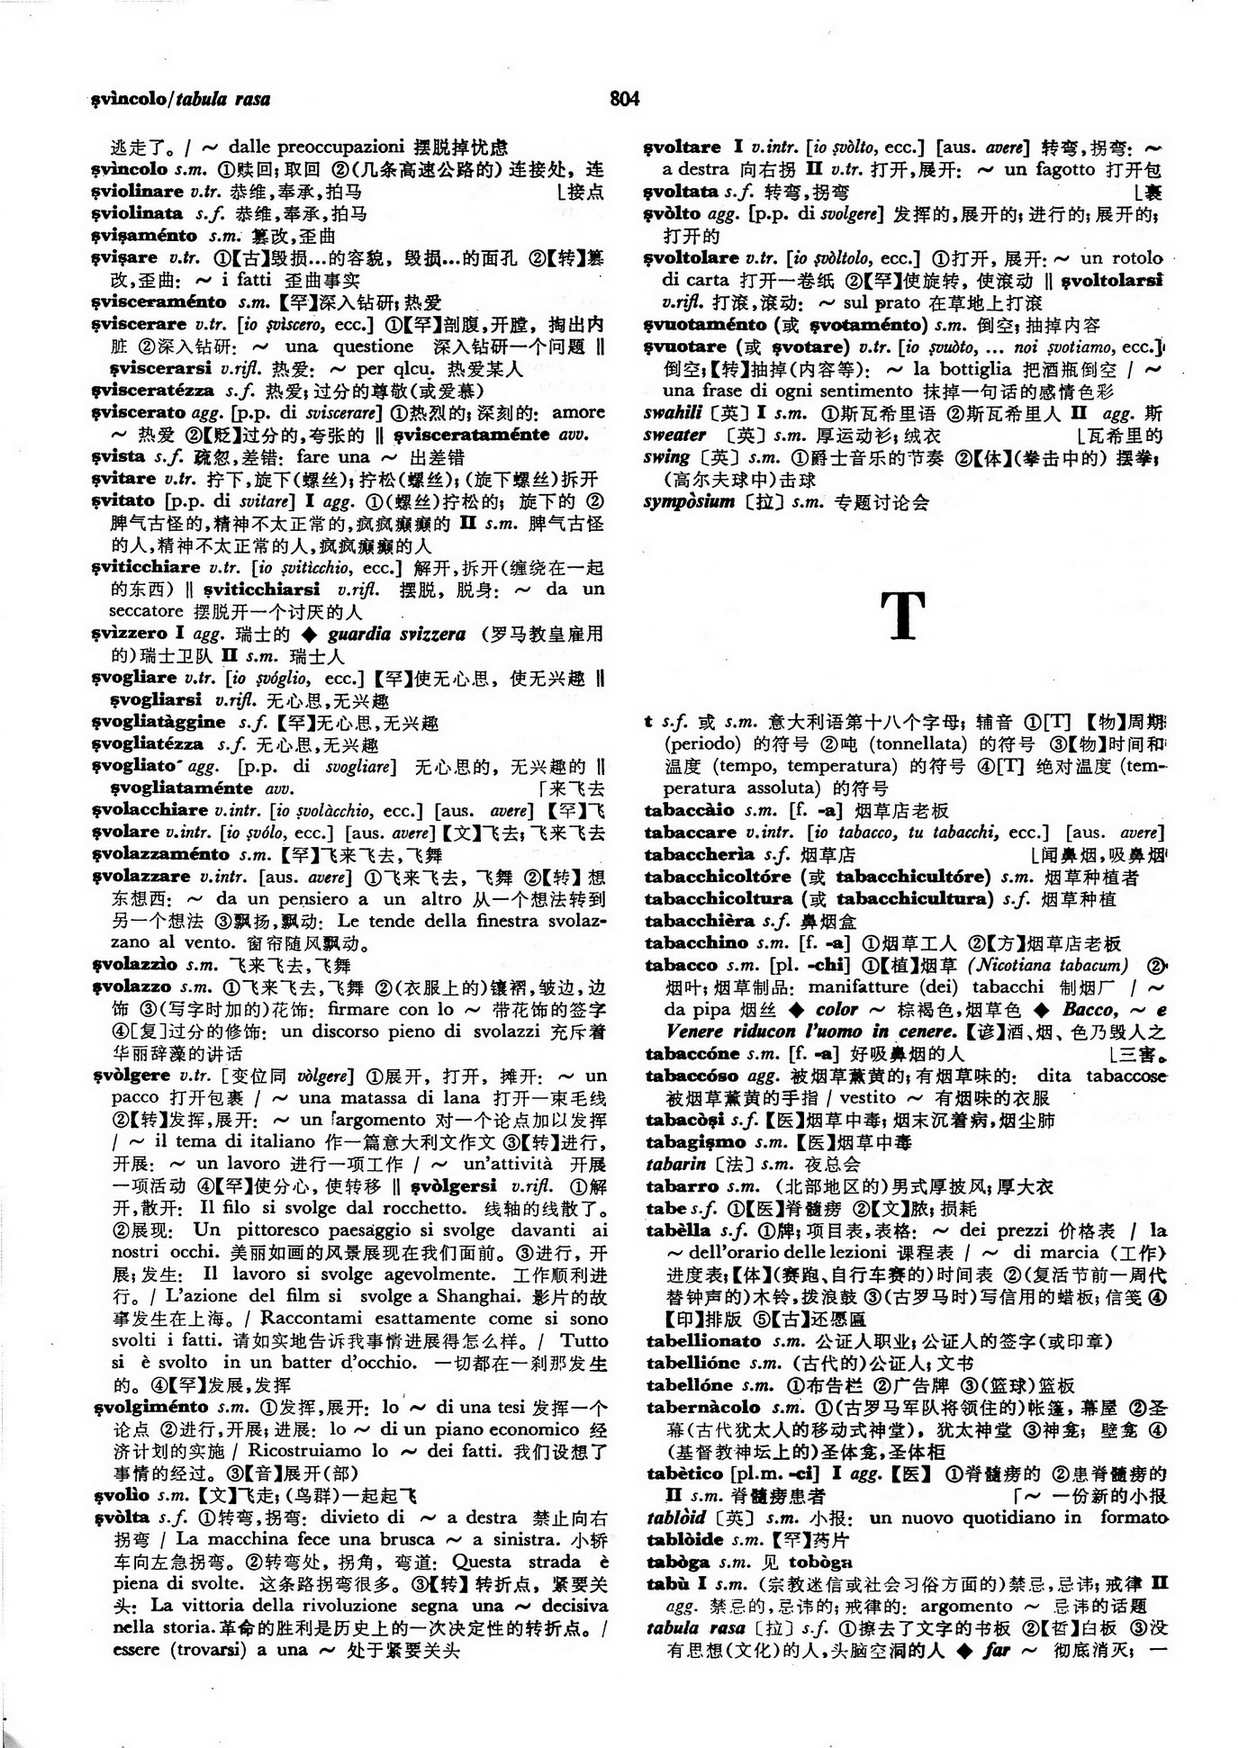 ṣvìncolo/tabula rasa
804
逃走了。/ ～ dalle preoccupazioni 摆脱掉忧虑
ṣvìncolo s.m. ①赎回;取回 ②(几条高速公路的) 连接处, 连
ṣviolinare v.tr. 恭维,奉承,拍马 ⌊接点
ṣviolinata s.f. 恭维,奉承,拍马
ṣviṣaménto s.m. 篡改,歪曲
ṣviṣare v.tr. ①【古】毁损…的容貌, 毁损…的面孔 ②【转】篡
改,歪曲: ～ i fatti 歪曲事实
ṣvisceraménto s.m. 【罕】深入钻研;热爱
ṣviscerare v.tr. [io ṣvìscero, ecc.] ①【罕】剖腹,开膛, 掏出内
脏 ②深入钻研: ～ una questione 深入钻研一个问题 ‖
ṣviscerarsi v.rifl. 热爱: ～ per qlcu. 热爱某人
ṣvisceratézza s.f. 热爱;过分的尊敬(或爱慕)
ṣviscerato agg. [p.p. di sviscerare] ①热烈的;深刻的: amore
～ 热爱 ②【贬】过分的,夸张的 ‖ ṣviscerataménte avv.
ṣvista s.f. 疏忽,差错: fare una ～ 出差错
ṣvitare v.tr. 拧下,旋下(螺丝);拧松(螺丝);(旋下螺丝)拆开
ṣvitato [p.p. di svitare] I agg. ①(螺丝)拧松的; 旋下的 ②
脾气古怪的,精神不太正常的,疯疯癫癫的 II s.m. 脾气古怪
的人,精神不太正常的人,疯疯癫癫的人
ṣviticchiare v.tr. [io ṣvitìcchio, ecc.] 解开,拆开(缠绕在一起
的东西) ‖ ṣviticchiarsi v.rifl. 摆脱, 脱身: ～ da un
seccatore 摆脱开一个讨厌的人
ṣvìzzero I agg. 瑞士的 ◆ guardia svizzera (罗马教皇雇用
的)瑞士卫队 II s.m. 瑞士人
ṣvogliare v.tr. [io ṣvóglio, ecc.] 【罕】使无心思, 使无兴趣 ‖
ṣvogliarsi v.rifl. 无心思,无兴趣
ṣvogliatàggine s.f. 【罕】无心思,无兴趣
ṣvogliatézza s.f. 无心思,无兴趣
ṣvogliato agg. [p.p. di svogliare] 无心思的, 无兴趣的 ‖
ṣvogliataménte avv. ⌈来飞去
ṣvolacchiare v.intr. [io ṣvolàcchio, ecc.] [aus. avere] 【罕】飞
ṣvolare v.intr. [io ṣvólo, ecc.] [aus. avere] 【文】飞去;飞来飞去
ṣvolazzaménto s.m. 【罕】飞来飞去,飞舞
ṣvolazzare v.intr. [aus. avere] ①飞来飞去, 飞舞 ②【转】想
东想西: ～ da un pensiero a un altro 从一个想法转到
另一个想法 ③飘扬,飘动: Le tende della finestra svolaz-
zano al vento. 窗帘随风飘动。
ṣvolazzìo s.m. 飞来飞去,飞舞
ṣvolazzo s.m. ①飞来飞去,飞舞 ②(衣服上的)镶褶,皱边,边
饰 ③(写字时加的)花饰: firmare con lo ～ 带花饰的签字
④[复]过分的修饰: un discorso pieno di svolazzi 充斥着
华丽辞藻的讲话
ṣvòlgere v.tr. [变位同 vòlgere] ①展开, 打开, 摊开: ～ un
pacco 打开包裹 / ～ una matassa di lana 打开一束毛线
②【转】发挥,展开: ～ un argomento 对一个论点加以发挥
/ ～ il tema di italiano 作一篇意大利文作文 ③【转】进行,
开展: ～ un lavoro 进行一项工作 / ～ un'attività 开展
一项活动 ④【罕】使分心, 使转移 ‖ ṣvòlgersi v.rifl. ①解
开,散开: Il filo si svolge dal rocchetto. 线轴的线散了。
②展现: Un pittoresco paesaggio si svolge davanti ai
nostri occhi. 美丽如画的风景展现在我们面前。③进行, 开
展;发生: Il lavoro si svolge agevolmente. 工作顺利进
行。/ L'azione del film si svolge a Shanghai. 影片的故
事发生在上海。/ Raccontami esattamente come si sono
svolti i fatti. 请如实地告诉我事情进展得怎么样。/ Tutto
si è svolto in un batter d'occhio. 一切都在一刹那发生
的。④【罕】发展,发挥
ṣvolgiménto s.m. ①发挥,展开: lo ～ di una tesi 发挥一个
论点 ②进行,开展;进展: lo ～ di un piano economico 经
济计划的实施 / Ricostruiamo lo ～ dei fatti. 我们设想了
事情的经过。③【音】展开(部)
ṣvolìo s.m. 【文】飞走;(鸟群)一起起飞
ṣvòlta s.f. ①转弯,拐弯: divieto di ～ a destra 禁止向右
拐弯 / La macchina fece una brusca ～ a sinistra. 小轿
车向左急拐弯。②转弯处, 拐角, 弯道: Questa strada è
piena di svolte. 这条路拐弯很多。③【转】转折点, 紧要关
头: La vittoria della rivoluzione segna una ～ decisiva
nella storia.革命的胜利是历史上的一次决定性的转折点。/
essere (trovarsi) a una ～ 处于紧要关头
ṣvoltare I v.intr. [io ṣvòlto, ecc.] [aus. avere] 转弯,拐弯: ～
a destra 向右拐 II v.tr. 打开,展开: ～ un fagotto 打开包
ṣvoltata s.f. 转弯, 拐弯 ⌊裹
ṣvòlto agg. [p.p. di svolgere] 发挥的,展开的;进行的;展开的;
打开的
ṣvoltolare v.tr. [io ṣvòltolo, ecc.] ①打开, 展开: ～ un rotolo
di carta 打开一卷纸 ②【罕】使旋转, 使滚动 ‖ ṣvoltolarsi
v.rifl. 打滚,滚动: ～ sul prato 在草地上打滚
ṣvuotaménto (或 ṣvotaménto) s.m. 倒空;抽掉内容
ṣvuotare (或 ṣvotare) v.tr. [io ṣvuòto, ... noi ṣvotiamo, ecc.]
倒空;【转】抽掉(内容等): ～ la bottiglia 把酒瓶倒空 / ～
una frase di ogni sentimento 抹掉一句话的感情色彩
swahili 〔英〕 I s.m. ①斯瓦希里语 ②斯瓦希里人 II agg. 斯
sweater 〔英〕 s.m. 厚运动衫;绒衣 ⌊瓦希里的
swing 〔英〕 s.m. ①爵士音乐的节奏 ②【体】(拳击中的) 摆拳;
(高尔夫球中)击球
sympòsium 〔拉〕 s.m. 专题讨论会
T
t s.f. 或 s.m. 意大利语第十八个字母; 辅音 ①[T] 【物】周期
(periodo) 的符号 ②吨 (tonnellata) 的符号 ③【物】时间和
温度 (tempo, temperatura) 的符号 ④[T] 绝对温度 (tem-
peratura assoluta) 的符号
tabaccàio s.m. [f. -a] 烟草店老板
tabaccare v.intr. [io tabacco, tu tabacchi, ecc.] [aus. avere]
tabaccherìa s.f. 烟草店 ⌊闻鼻烟,吸鼻烟
tabacchicoltóre (或 tabacchicultóre) s.m. 烟草种植者
tabacchicoltura (或 tabacchicultura) s.f. 烟草种植
tabacchièra s.f. 鼻烟盒
tabacchino s.m. [f. -a] ①烟草工人 ②【方】烟草店老板
tabacco s.m. [pl. -chi] ①【植】烟草 (Nicotiana tabacum) ②
烟叶;烟草制品: manifatture (dei) tabacchi 制烟厂 / ～
da pipa 烟丝 ◆ color ～ 棕褐色,烟草色 ◆ Bacco, ～ e
Venere riducon l'uomo in cenere. 【谚】酒、烟、色乃毁人之
tabaccóne s.m. [f. -a] 好吸鼻烟的人 ⌊三害。
tabaccóso agg. 被烟草薰黄的;有烟草味的: dita tabaccose
被烟草薰黄的手指 / vestito ～ 有烟味的衣服
tabacòṣi s.f. 【医】烟草中毒;烟末沉着病,烟尘肺
tabagiṣmo s.m. 【医】烟草中毒
tabarin 〔法〕 s.m. 夜总会
tabarro s.m. (北部地区的)男式厚披风;厚大衣
tabe s.f. ①【医】脊髓痨 ②【文】脓;损耗
tabèlla s.f. ①牌;项目表,表格: ～ dei prezzi 价格表 / la
～ dell'orario delle lezioni 课程表 / ～ di marcia (工作)
进度表;【体】(赛跑、自行车赛的)时间表 ②(复活节前一周代
替钟声的)木铃,拨浪鼓 ③(古罗马时)写信用的蜡板;信笺 ④
【印】排版 ⑤【古】还愿匾
tabellionato s.m. 公证人职业;公证人的签字(或印章)
tabellióne s.m. (古代的)公证人;文书
tabellóne s.m. ①布告栏 ②广告牌 ③(篮球)篮板
tabernàcolo s.m. ①(古罗马军队将领住的)帐篷, 幕屋 ②圣
幕(古代犹太人的移动式神堂), 犹太神堂 ③神龛; 壁龛 ④
(基督教神坛上的)圣体龛,圣体柜
tabètico [pl.m. -ci] I agg. 【医】 ①脊髓痨的 ②患脊髓痨的
II s.m. 脊髓痨患者 ⌈～ 一份新的小报
tablòid 〔英〕 s.m. 小报: un nuovo quotidiano in formato
tablòide s.m. 【罕】药片
tabòga s.m. 见 tobòga
tabù I s.m. (宗教迷信或社会习俗方面的)禁忌,忌讳;戒律 II
agg. 禁忌的,忌讳的;戒律的: argomento ～ 忌讳的话题
tabula rasa 〔拉〕 s.f. ①擦去了文字的书板 ②【哲】白板 ③没
有思想(文化)的人,头脑空洞的人 ◆ far ～ 彻底消灭; 一